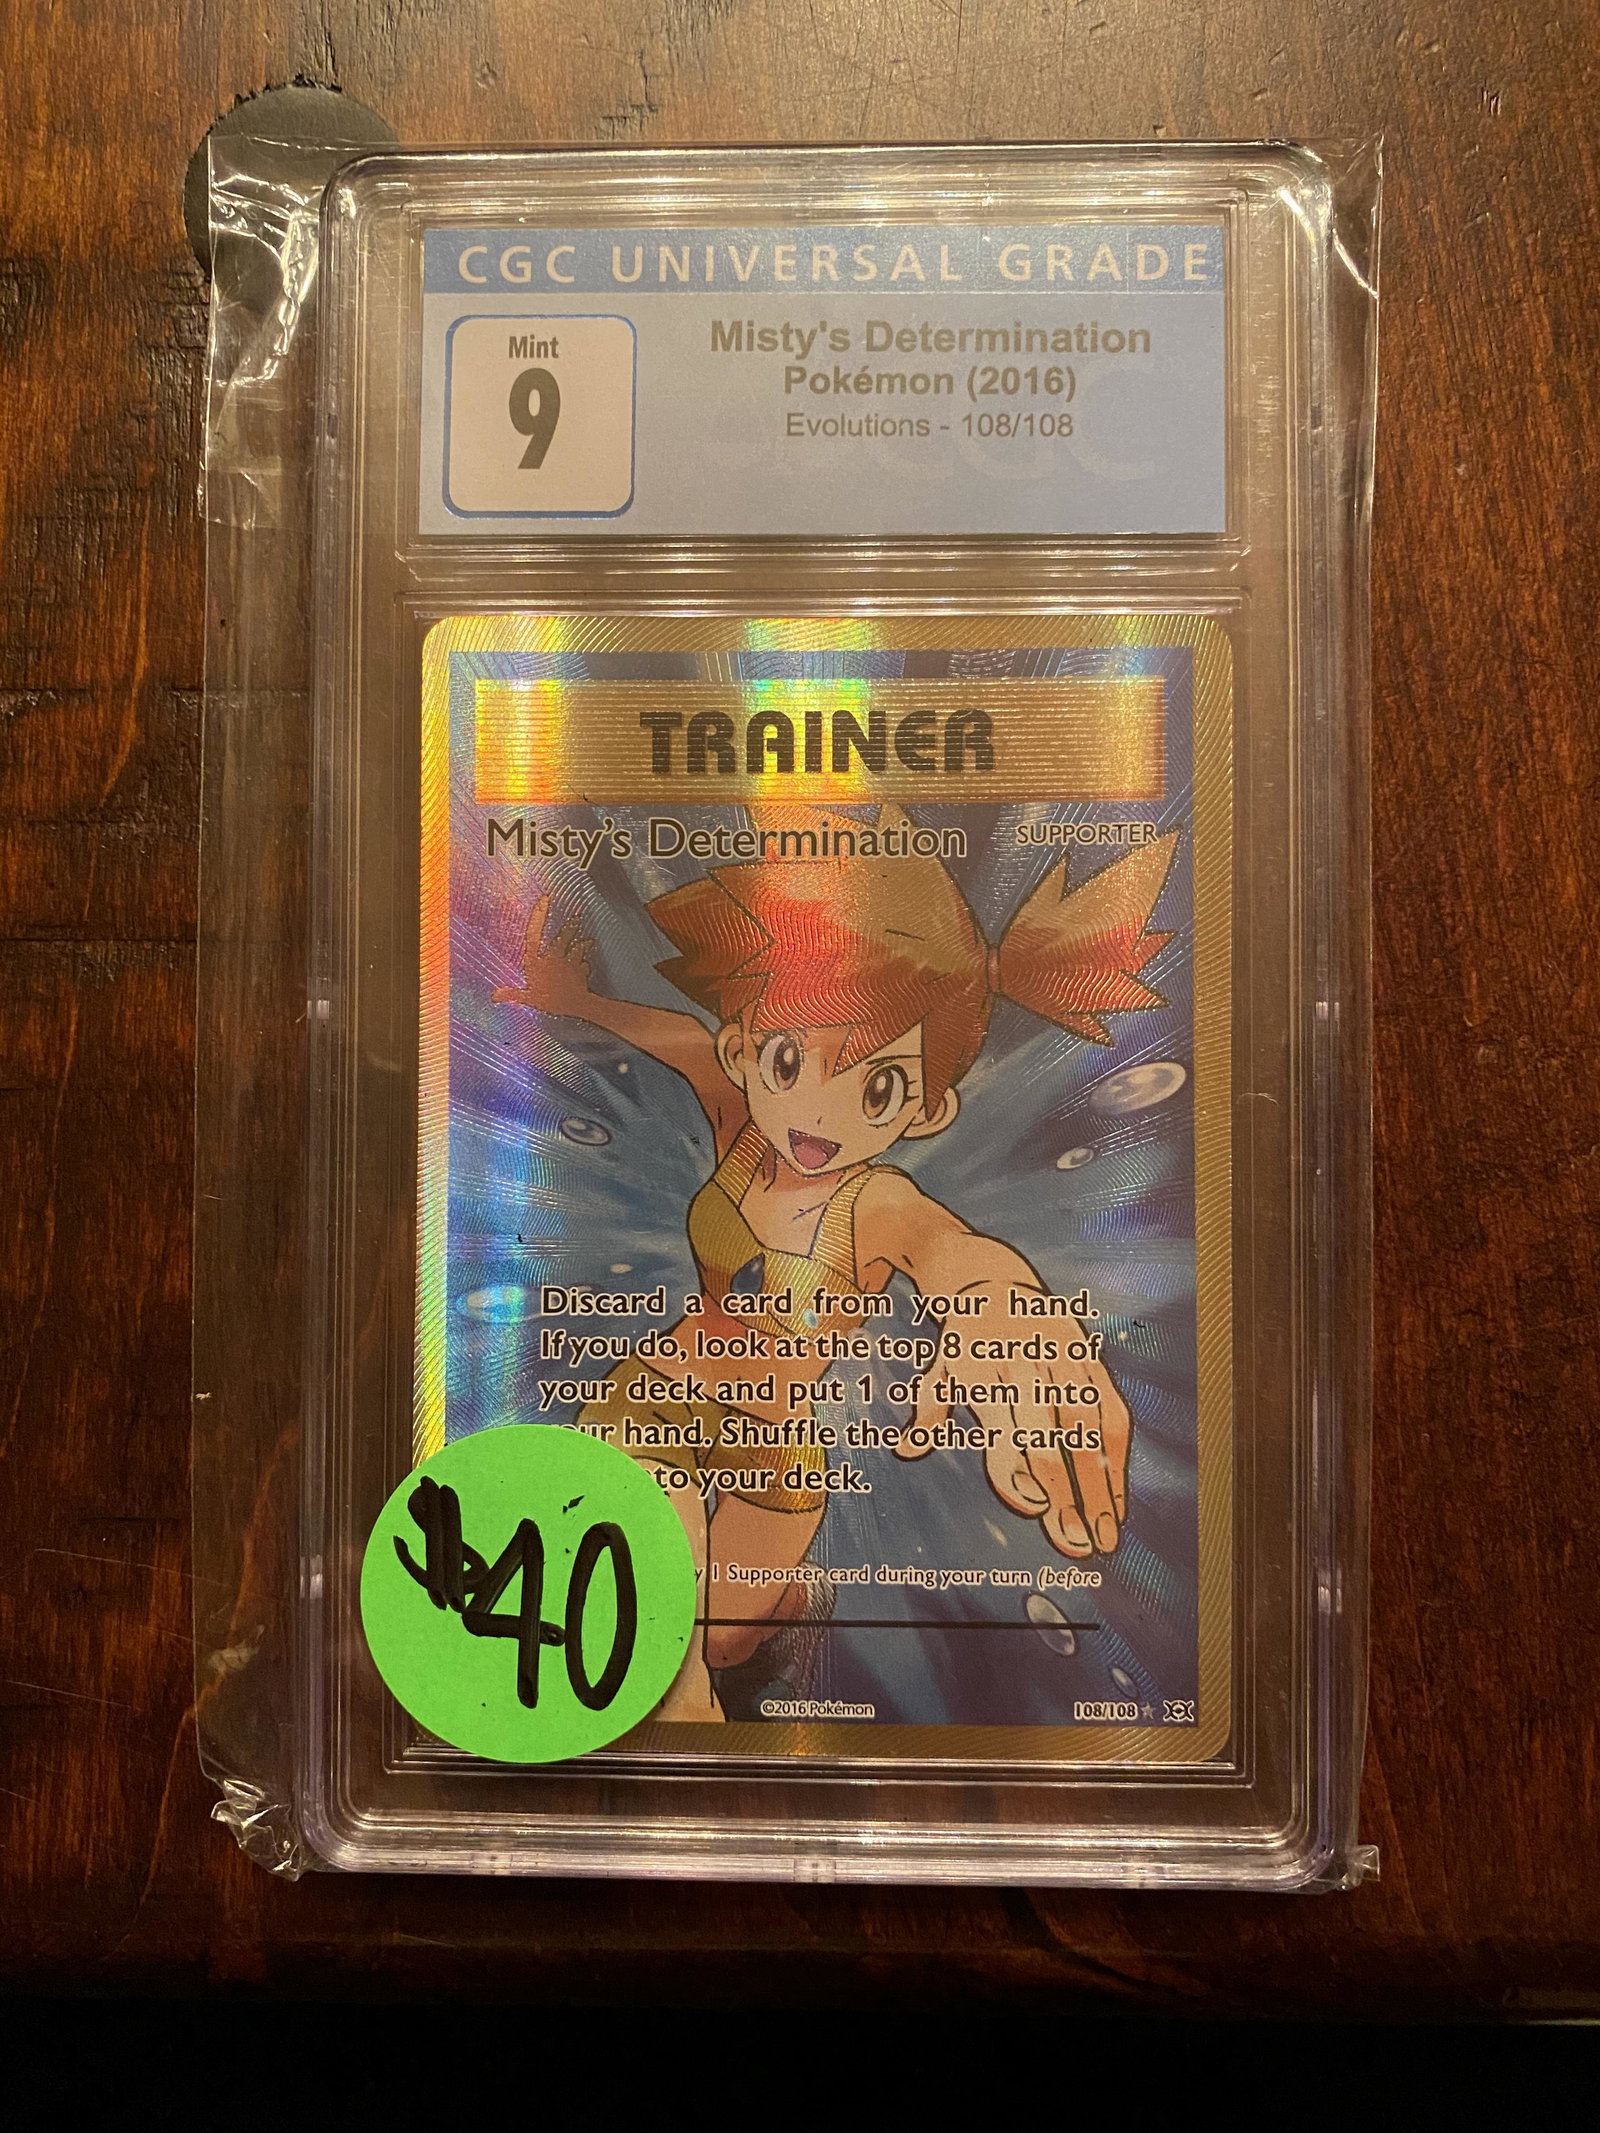 CGC UNIVERSAL GRADE
Mint
9
Misty's Determination
Pokémon (2016)
Evolutions - 108/108
TRAINER
Misty's Determination
SUPPORTER
Discard a card from your hand.
If you do, look at the top 8 cards of
your deck and put 1 of them into
hand. Shuffle the other cards
your deck.
1 Supporter card during your turn (before
$40
©2016 Pokémon
108/108